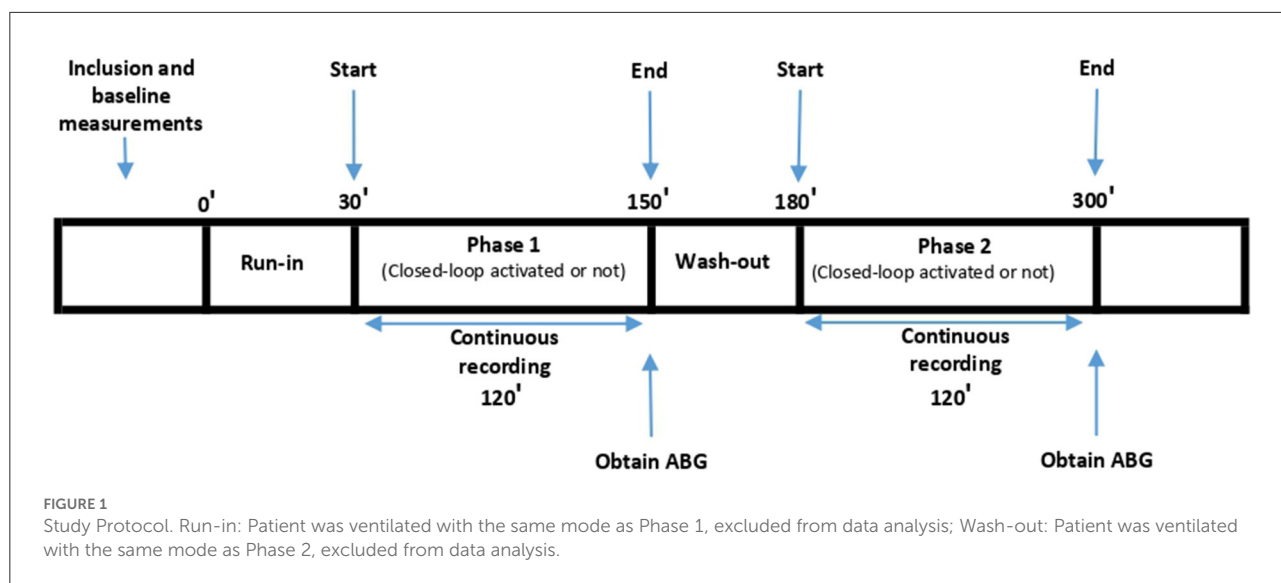 Inclusion and
baseline
measurements
Start
End
Start
End
0'
30'
150'
180'
300'
Run-in
Phase 1
(Closed-loop activated or not)
Wash-out
Phase 2
(Closed-loop activated or not)
Continuous
recording
120'
Continuous
recording
120'
Obtain ABG
Obtain ABG
FIGURE 1
Study Protocol. Run-in: Patient was ventilated with the same mode as Phase 1, excluded from data analysis; Wash-out: Patient was ventilated
with the same mode as Phase 2, excluded from data analysis.